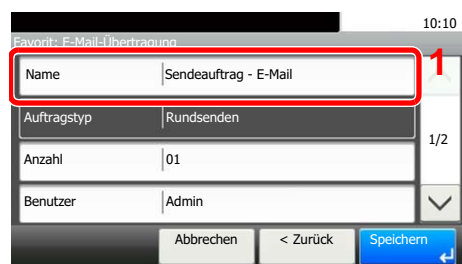 10:10
Favorit: E-Mail-Übertragung
Name Sendeauftrag - E-Mail
1
Auftragstyp Rundsenden
1/2
Anzahl 01
Benutzer Admin
Abbrechen < Zurück Speichern